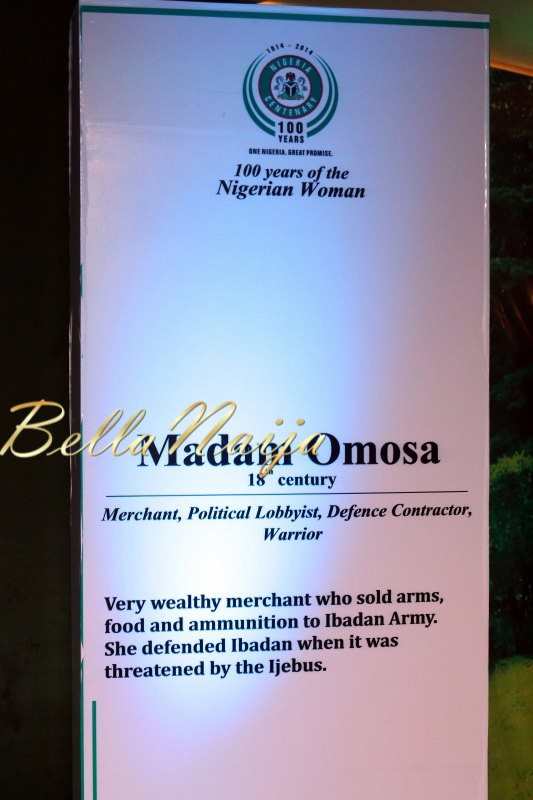 1914 - 2014
NIGERIA
CENTENARY
100
YEARS
ONE NIGERIA. GREAT PROMISE.
100 years of the
Nigerian Woman
BellaNaija
Madam Omosa
18th century
Merchant, Political Lobbyist, Defence Contractor,
Warrior
Very wealthy merchant who sold arms,
food and ammunition to Ibadan Army.
She defended Ibadan when it was
threatened by the Ijebus.